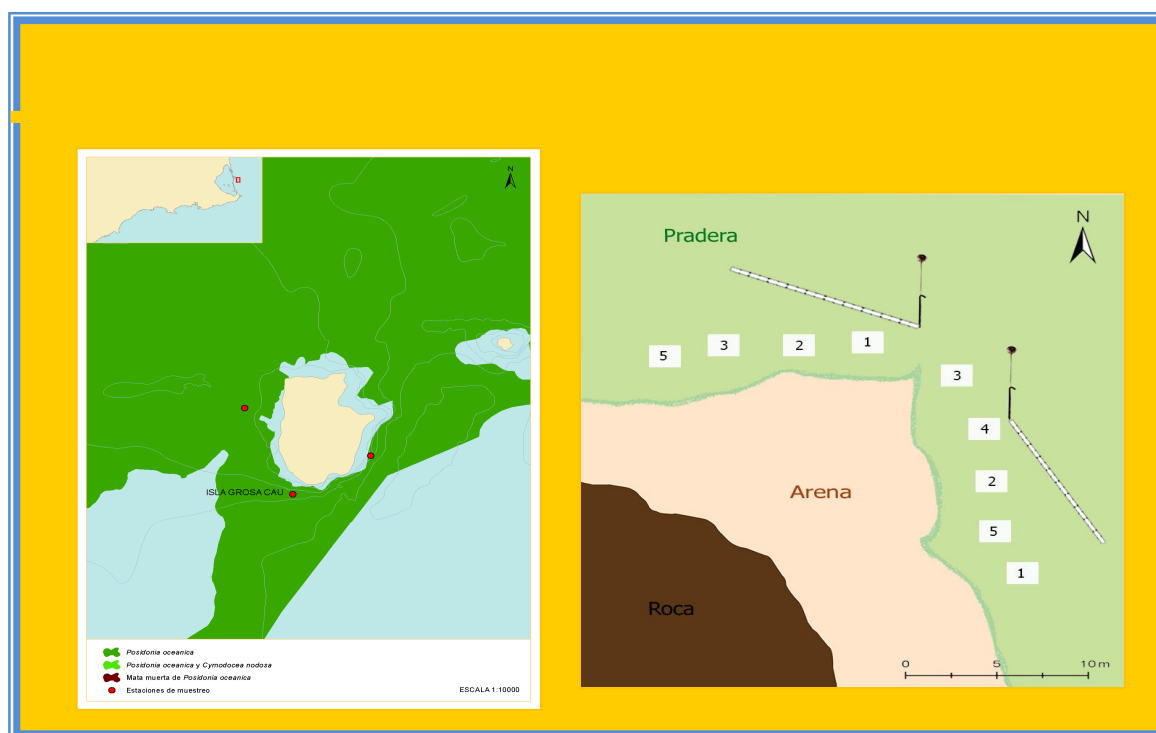 N
ISLA GROSA CAU
Posidonia oceanica
Posidonia oceanica y Cymodocea nodosa
Mata muerta de Posidonia oceanica
Estaciones de muestreo
ESCALA 1:10000
Pradera
N
5 3 2 1
3
4
2
5
1
Arena
Roca
0 5 10 m